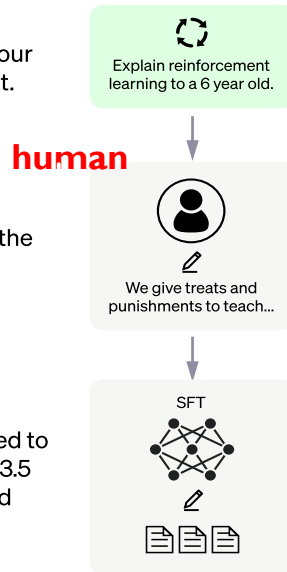 our
t.
Explain reinforcement
learning to a 6 year old.
human
the
We give treats and
punishments to teach...
ed to
3.5
d
SFT